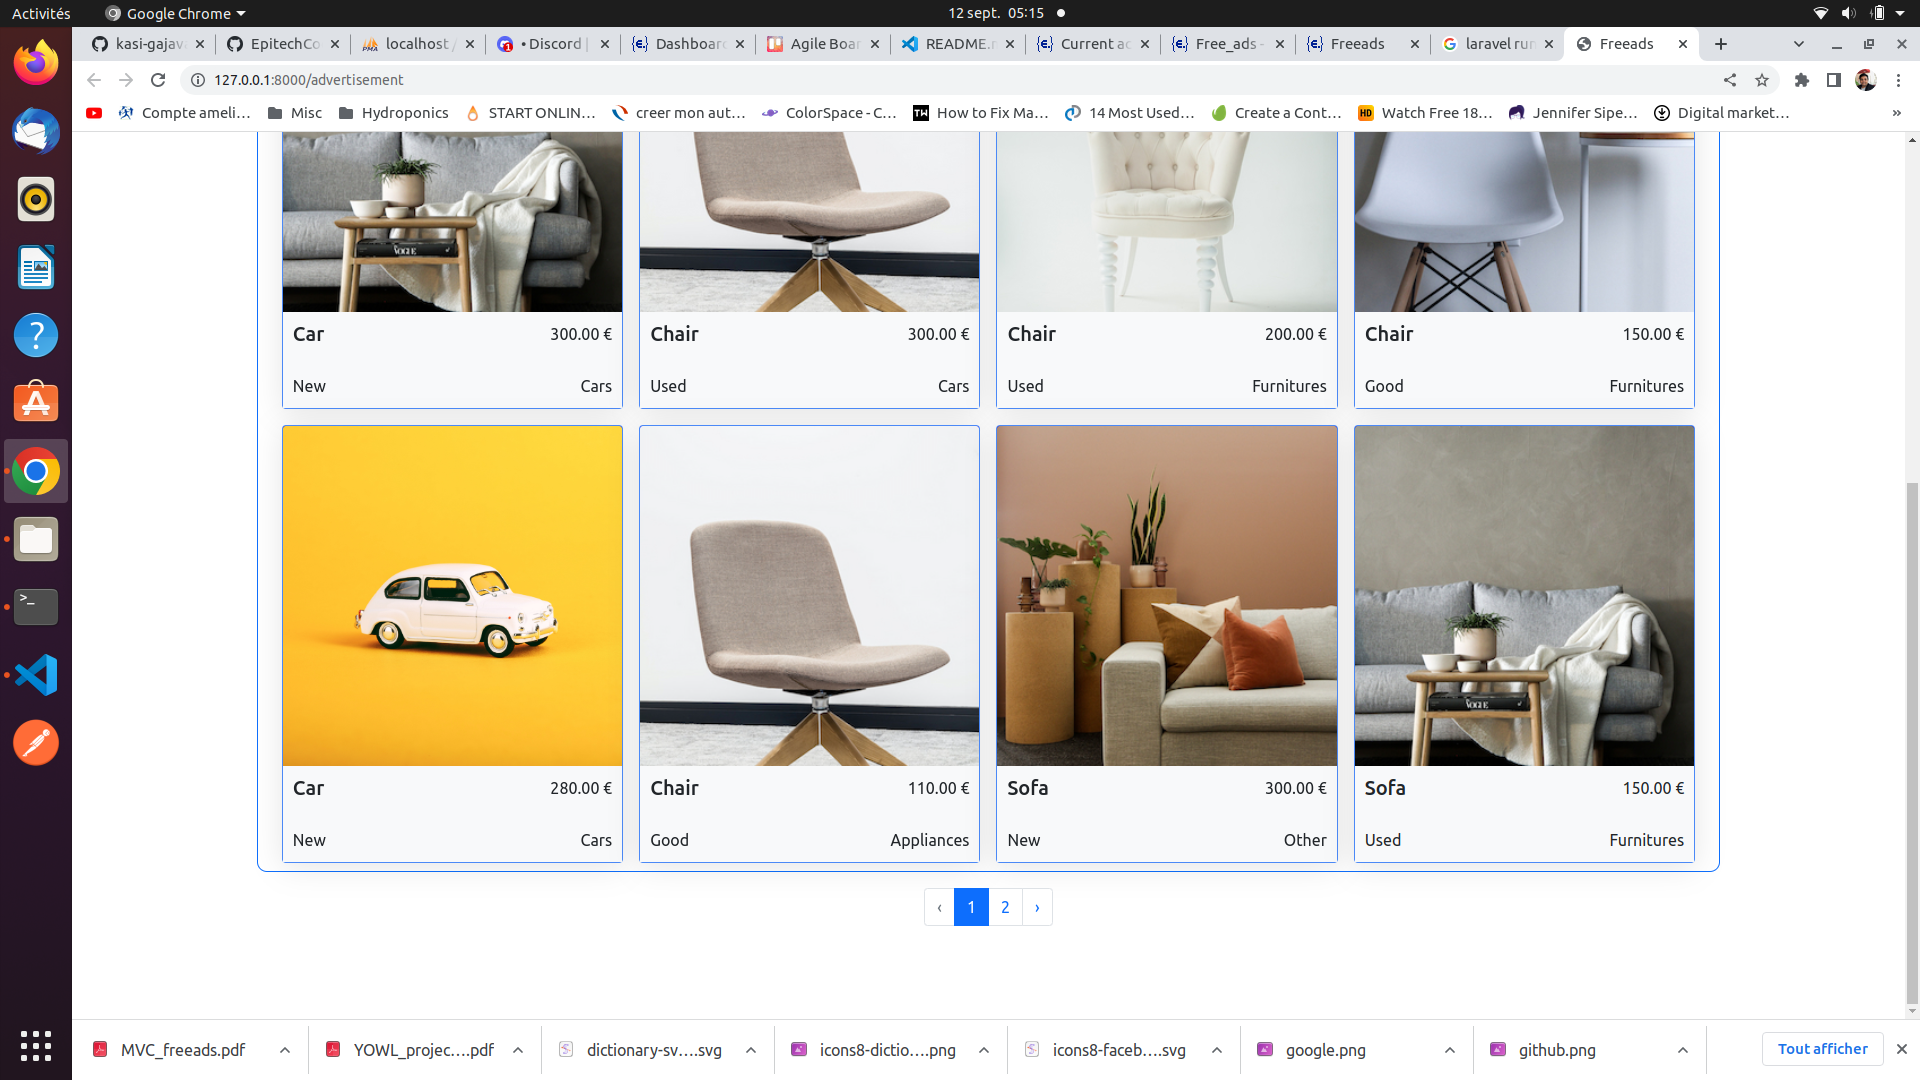 Activités
Google Chrome
12 sept. 05:15
kasi-gajav
EpitechCo
localhost /
• Discord |
Dashboard
Agile Boar
README.m
Current ac
Free_ads -
Freeads
laravel run
Freeads
127.0.0.1:8000/advertisement
Compte ameli...
Misc
Hydroponics
START ONLIN...
creer mon aut...
ColorSpace - C...
How to Fix Ma...
14 Most Used...
Create a Cont...
Watch Free 18...
Jennifer Sipe...
Digital market...
»
VOGUE
Car 300.00 €
New Cars
Chair 300.00 €
Used Cars
Chair 200.00 €
Used Furnitures
Chair 150.00 €
Good Furnitures
VOGUE
Car 280.00 €
New Cars
Chair 110.00 €
Good Appliances
Sofa 300.00 €
New Other
Sofa 150.00 €
Used Furnitures
‹ 1 2 ›
MVC_freeads.pdf
YOWL_projec....pdf
dictionary-sv....svg
icons8-dictio....png
icons8-faceb....svg
google.png
github.png
Tout afficher